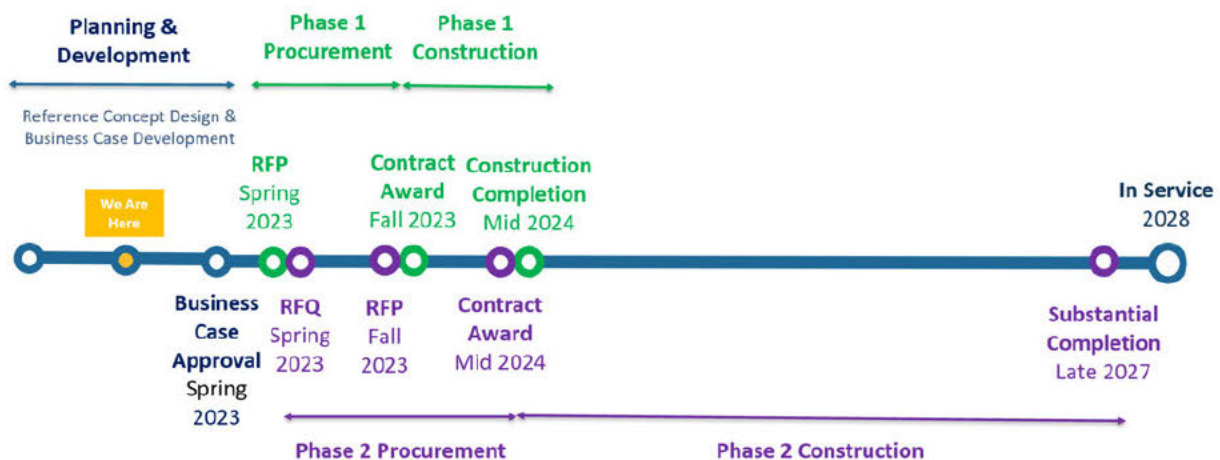 Planning &
Development
Phase 1
Procurement
Phase 1
Construction
Reference Concept Design &
Business Case Development
We Are
Here
RFP
Spring
2023
Contract
Award
Fall 2023
Construction
Completion
Mid 2024
In Service
2028
Business
Case
Approval
Spring
2023
RFQ
Spring
2023
RFP
Fall
2023
Contract
Award
Mid 2024
Substantial
Completion
Late 2027
Phase 2 Procurement
Phase 2 Construction